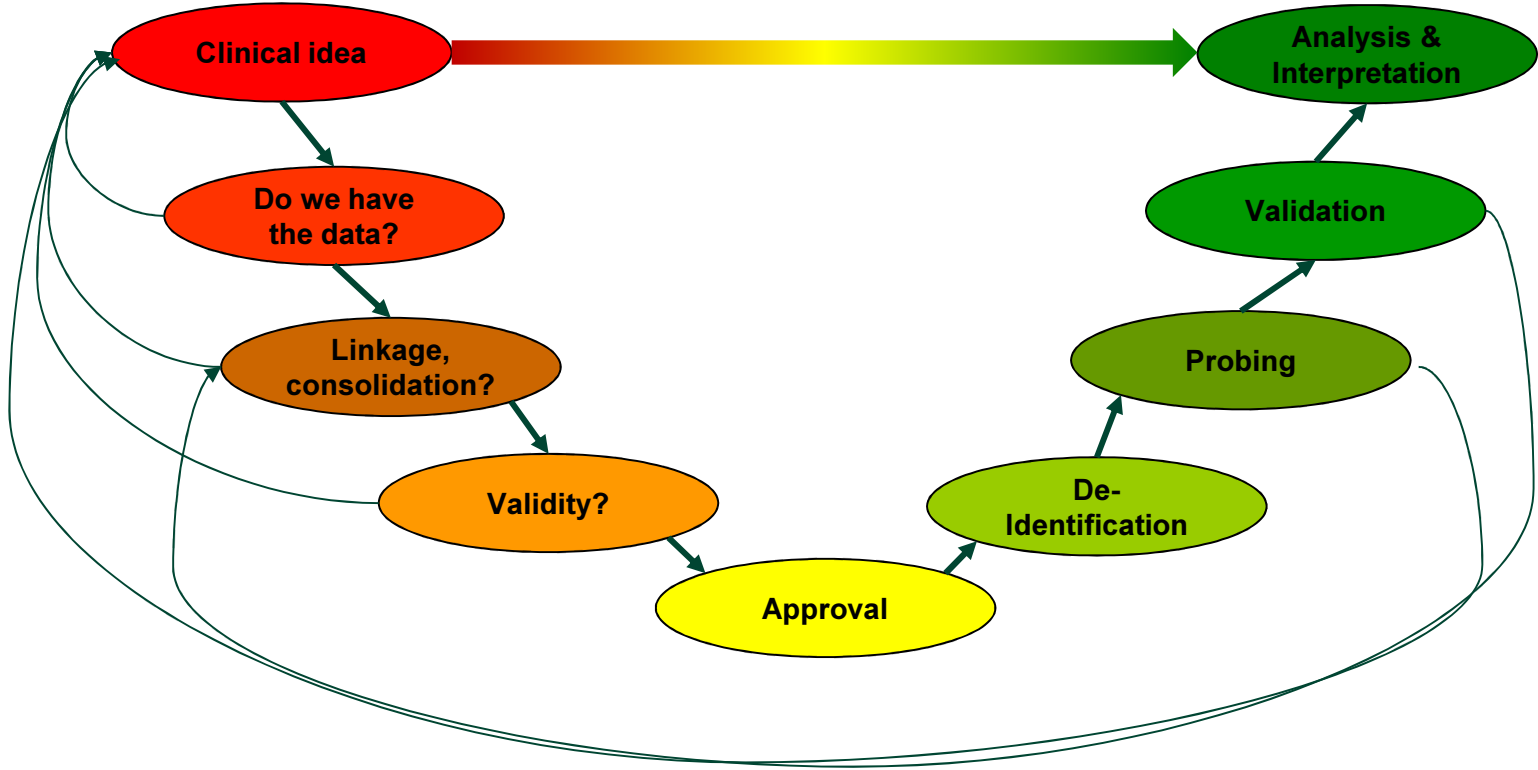 Clinical idea
Do we have
the data?
Linkage,
consolidation?
Validity?
Approval
De-
Identification
Probing
Validation
Analysis &
Interpretation